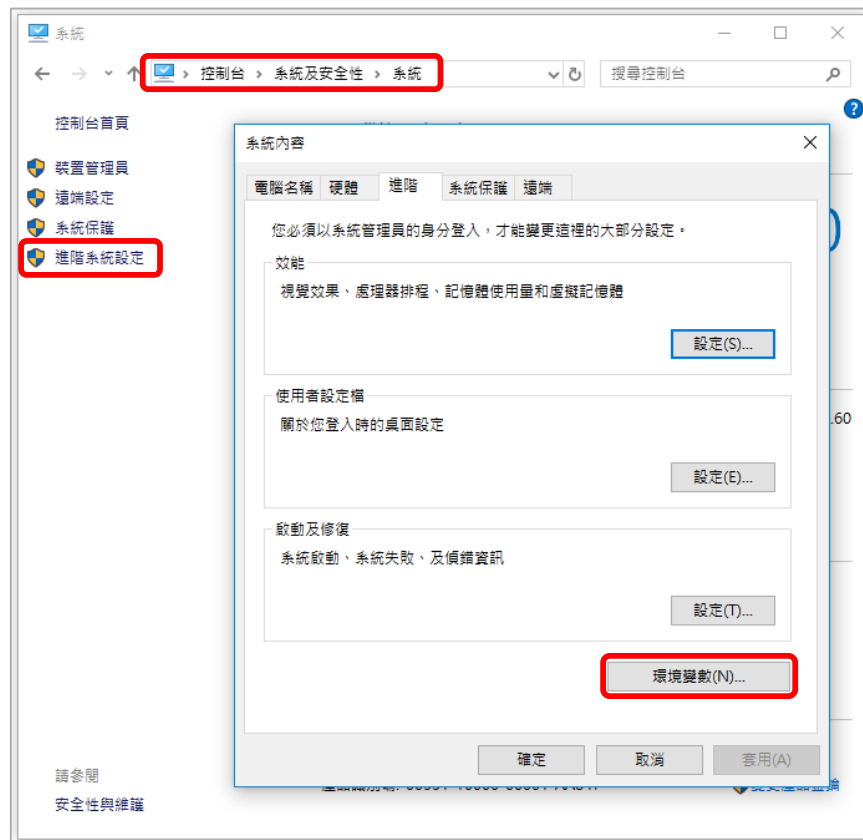 系統
控制台 › 系統及安全性 › 系統
搜尋控制台
控制台首頁
裝置管理員
遠端設定
系統保護
進階系統設定
系統內容
電腦名稱 硬體 進階 系統保護 遠端
您必須以系統管理員的身分登入，才能變更這裡的大部分設定。
效能
視覺效果、處理器排程、記憶體使用量和虛擬記憶體
設定(S)...
使用者設定檔
關於您登入時的桌面設定
.60
設定(E)...
啟動及修復
系統啟動、系統失敗、及偵錯資訊
設定(T)...
環境變數(N)...
確定 取消 套用(A)
請參閱
安全性與維護